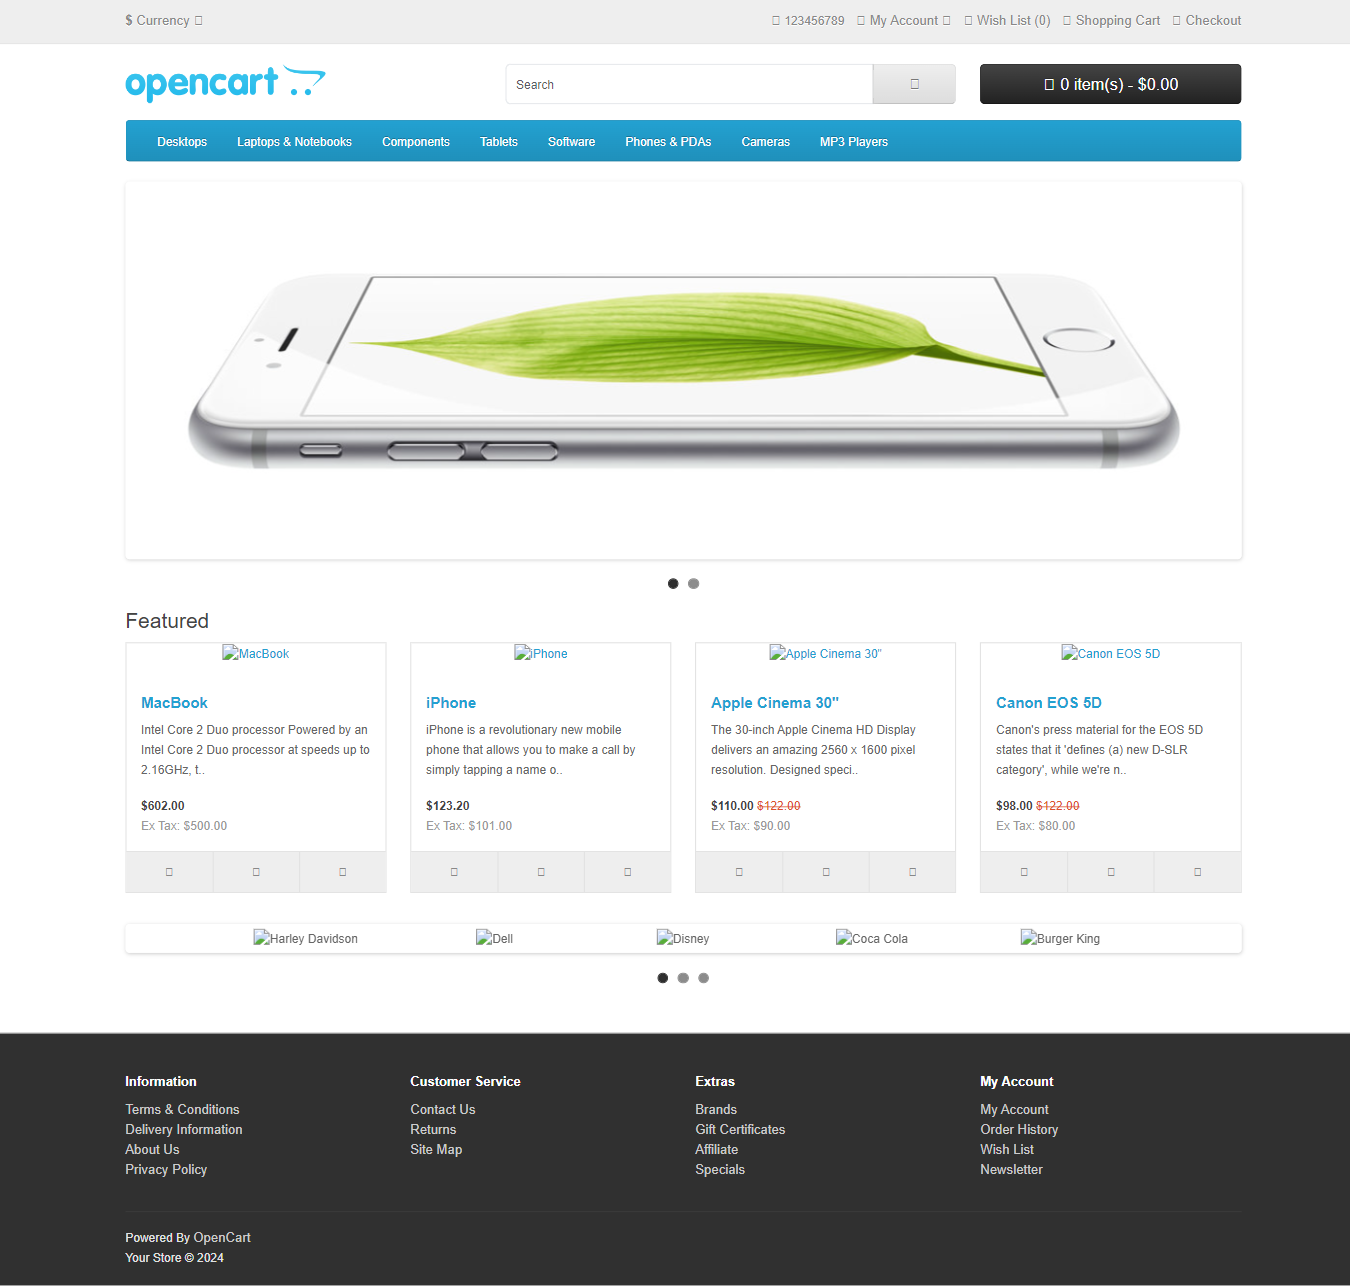 $ Currency
123456789 My Account Wish List (0) Shopping Cart Checkout
opencart
Search
0 item(s) - $0.00
Desktops Laptops & Notebooks Components Tablets Software Phones & PDAs Cameras MP3 Players
Featured
MacBook
MacBook
Intel Core 2 Duo processor Powered by an
Intel Core 2 Duo processor at speeds up to
2.16GHz, t..
$602.00
Ex Tax: $500.00
iPhone
iPhone
iPhone is a revolutionary new mobile
phone that allows you to make a call by
simply tapping a name o..
$123.20
Ex Tax: $101.00
Apple Cinema 30"
Apple Cinema 30"
The 30-inch Apple Cinema HD Display
delivers an amazing 2560 x 1600 pixel
resolution. Designed speci..
$110.00 $122.00
Ex Tax: $90.00
Canon EOS 5D
Canon EOS 5D
Canon's press material for the EOS 5D
states that it 'defines (a) new D-SLR
category', while we're n..
$98.00 $122.00
Ex Tax: $80.00
Harley Davidson Dell Disney Coca Cola Burger King
Information
Terms & Conditions
Delivery Information
About Us
Privacy Policy
Customer Service
Contact Us
Returns
Site Map
Extras
Brands
Gift Certificates
Affiliate
Specials
My Account
My Account
Order History
Wish List
Newsletter
Powered By OpenCart
Your Store © 2024